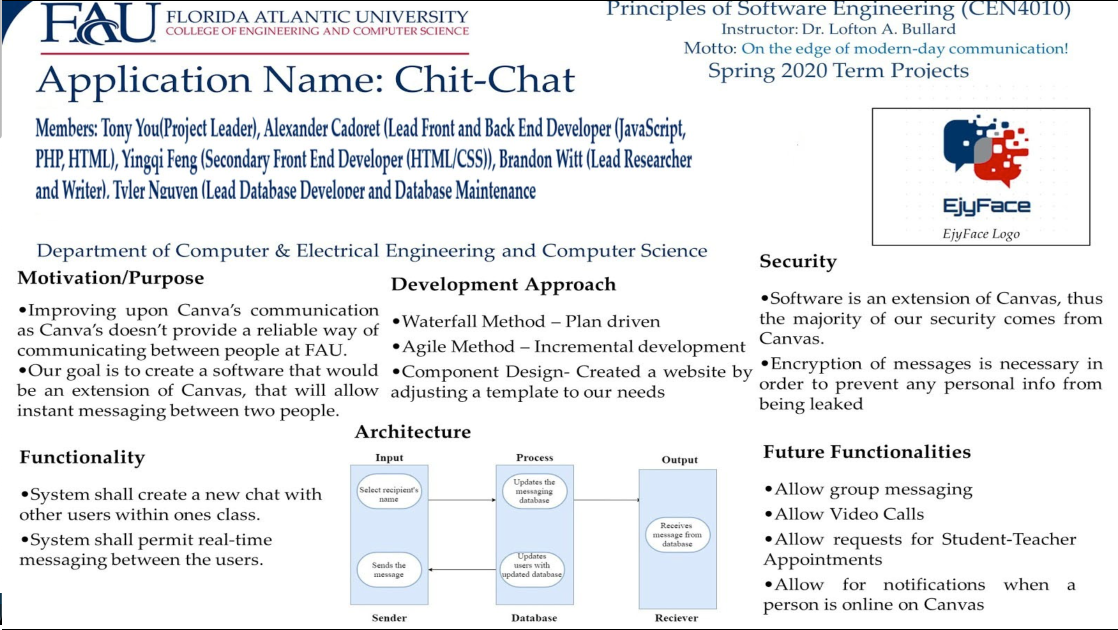 FAU FLORIDA ATLANTIC UNIVERSITY
COLLEGE OF ENGINEERING AND COMPUTER SCIENCE
Principles of Software Engineering (CEN4010)
Instructor: Dr. Lofton A. Bullard
Motto: On the edge of modern-day communication!
Spring 2020 Term Projects
Application Name: Chit-Chat
Members: Tony You(Project Leader), Alexander Cadoret (Lead Front and Back End Developer (JavaScript,
PHP, HTML), Yingqi Feng (Secondary Front End Developer (HTML/CSS)), Brandon Witt (Lead Researcher
and Writer), Tyler Nguyen (Lead Database Developer and Database Maintenance
EjyFace
EjyFace Logo
Department of Computer & Electrical Engineering and Computer Science
Motivation/Purpose
•Improving upon Canva's communication
as Canva's doesn't provide a reliable way of
communicating between people at FAU.
•Our goal is to create a software that would
be an extension of Canvas, that will allow
instant messaging between two people.
Functionality
•System shall create a new chat with
other users within ones class.
•System shall permit real-time
messaging between the users.
Development Approach
•Waterfall Method – Plan driven
•Agile Method – Incremental development
•Component Design- Created a website by
adjusting a template to our needs
Architecture
Input
Select recipient's
name
Sends the
message
Sender
Process
Updates the
messaging
database
Updates
users with
updated database
Database
Output
Receives
message from
database
Reciever
Security
•Software is an extension of Canvas, thus
the majority of our security comes from
Canvas.
•Encryption of messages is necessary in
order to prevent any personal info from
being leaked
Future Functionalities
•Allow group messaging
•Allow Video Calls
•Allow requests for Student-Teacher
Appointments
•Allow for notifications when a
person is online on Canvas